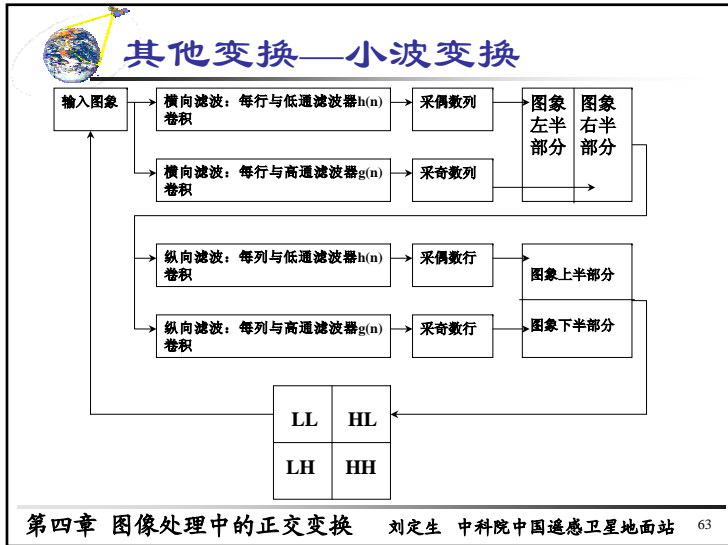 其他变换—小波变换
输入图象
横向滤波：每行与低通滤波器h(n)
卷积
采偶数列
图象
左半
部分
图象
右半
部分
横向滤波：每行与高通滤波器g(n)
卷积
采奇数列
纵向滤波：每列与低通滤波器h(n)
卷积
采偶数行
图象上半部分
纵向滤波：每列与高通滤波器g(n)
卷积
采奇数行
图象下半部分
LL HL
LH HH
第四章 图像处理中的正交变换 刘定生 中科院中国遥感卫星地面站 63